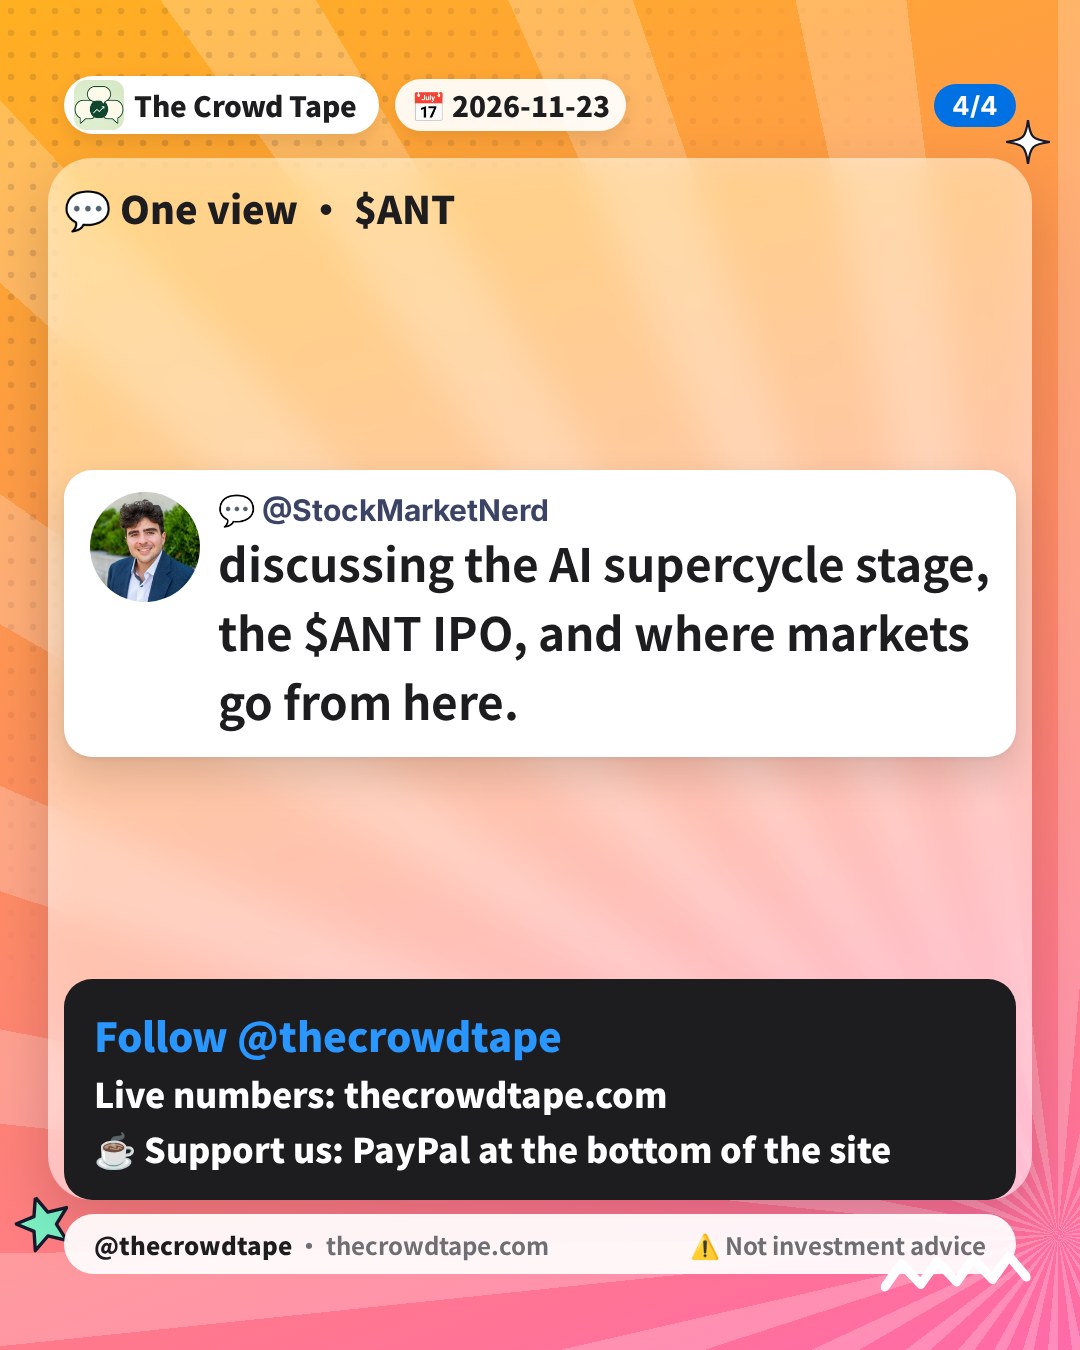 The Crowd Tape
2026-11-23
4/4
One view • $ANT
@StockMarketNerd
discussing the AI supercycle stage,
the $ANT IPO, and where markets
go from here.
Follow @thecrowdtape
Live numbers: thecrowdtape.com
Support us: PayPal at the bottom of the site
@thecrowdtape • thecrowdtape.com
Not investment advice